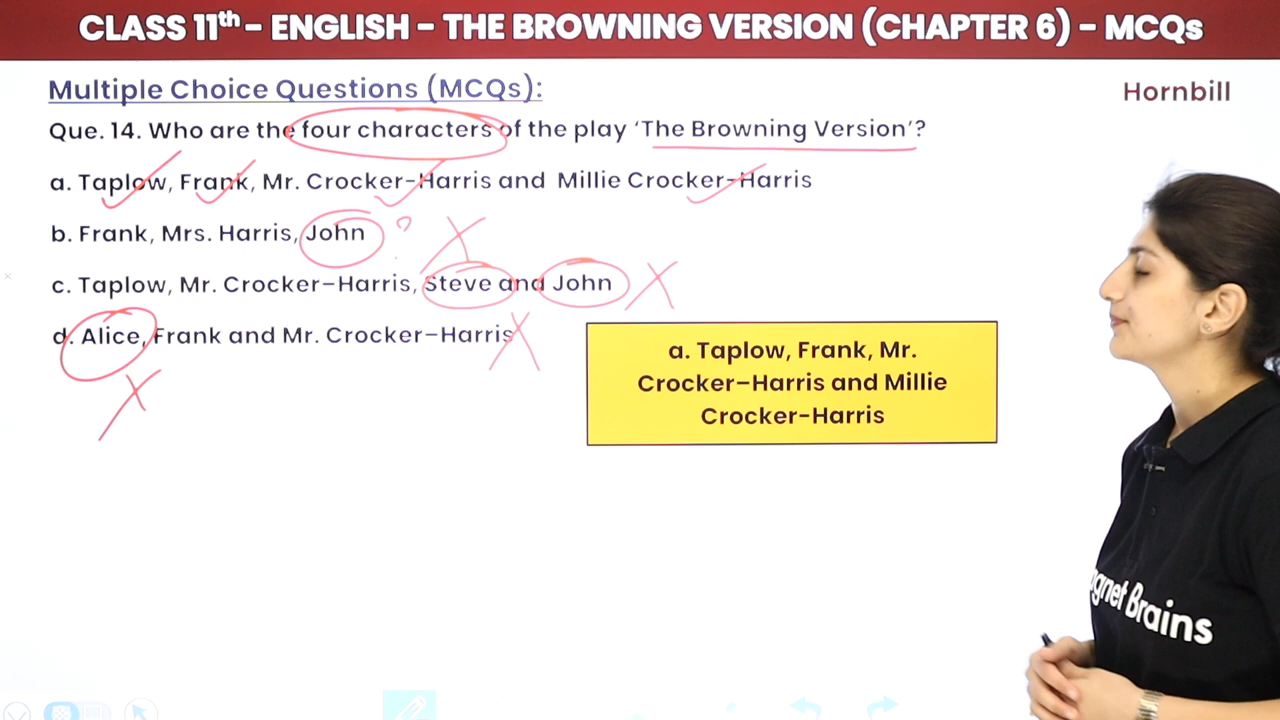 CLASS 11th - ENGLISH - THE BROWNING VERSION (CHAPTER 6) - MCQs
Multiple Choice Questions (MCQs):
Hornbill
Que. 14. Who are the four characters of the play ‘The Browning Version’?
a. Taplow, Frank, Mr. Crocker-Harris and Millie Crocker-Harris
b. Frank, Mrs. Harris, John ?
c. Taplow, Mr. Crocker–Harris, Steve and John
d. Alice, Frank and Mr. Crocker–Harris
a. Taplow, Frank, Mr.
Crocker–Harris and Millie
Crocker-Harris
gnet Brains